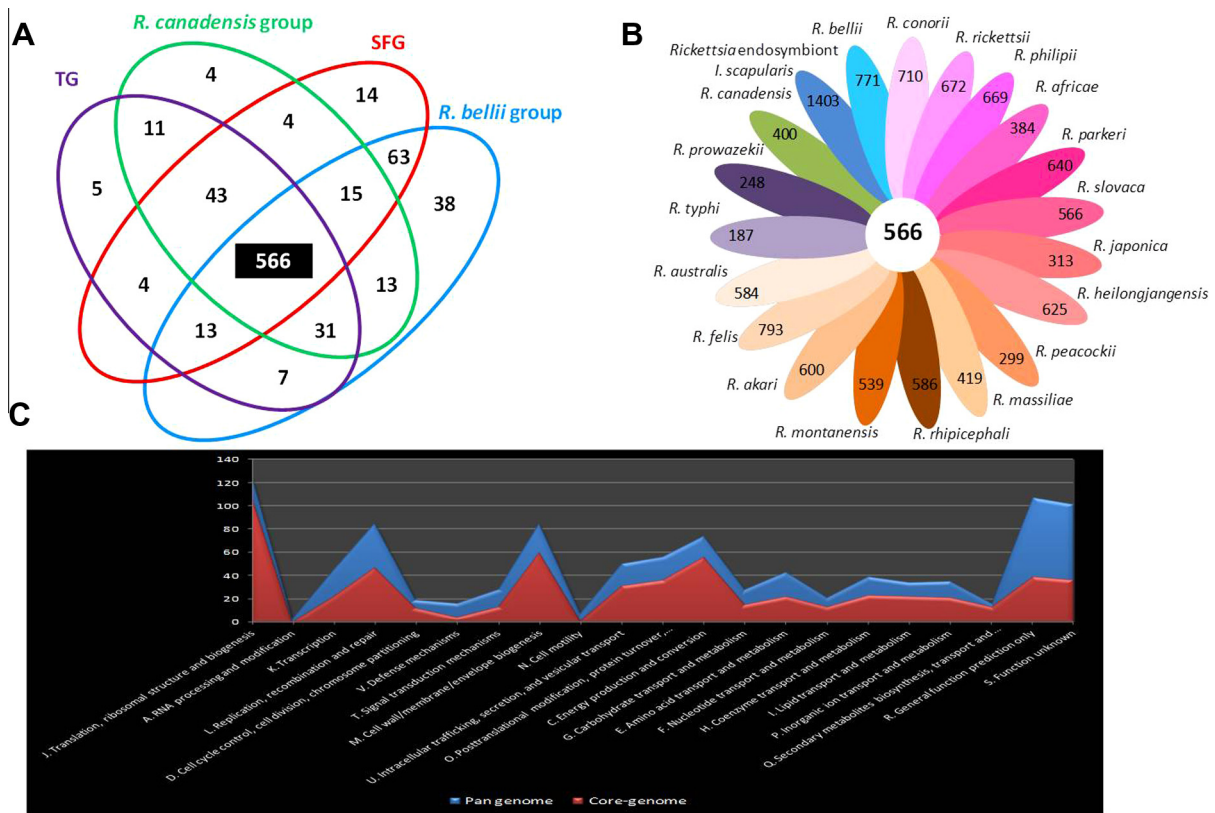 A
R. canadensis group
SFG
TG
R. bellii group
4
14
11
4
63
5
43
15
38
566
4
13
13
31
7
B
R. conorii
R. bellii
R. rickettsii
Rickettsia endosymbiont
I. scapularis
R. philipii
R. canadensis
R. africae
R. prowazekii
R. parkeri
R. typhi
R. slovaca
R. australis
R. japonica
R. felis
R. heilongjangensis
R. akari
R. peacockii
R. montanensis
R. massiliae
R. rhipicephali
710
771
672
1403
669
400
384
248
640
187
566
566
584
313
793
625
600
299
539
586
419
C
140
120
100
80
60
40
20
0
J. Translation, ribosomal structure and biogenesis
A. RNA processing and modification
K. Transcription
L. Replication, recombination and repair
D. Cell cycle control, cell division, chromosome partitioning
V. Defense mechanisms
T. Signal transduction mechanisms
M. Cell wall/membrane/envelope biogenesis
N. Cell motility
U. Intracellular trafficking, secretion, and vesicular transport
O. Posttranslational modification, protein turnover,...
C. Energy production and conversion
G. Carbohydrate transport and metabolism
E. Amino acid transport and metabolism
F. Nucleotide transport and metabolism
H. Coenzyme transport and metabolism
I. Lipid transport and metabolism
P. Inorganic ion transport and metabolism
Q. Secondary metabolites biosynthesis, transport and...
R. General function prediction only
S. Function unknown
Pan genome
Core-genome